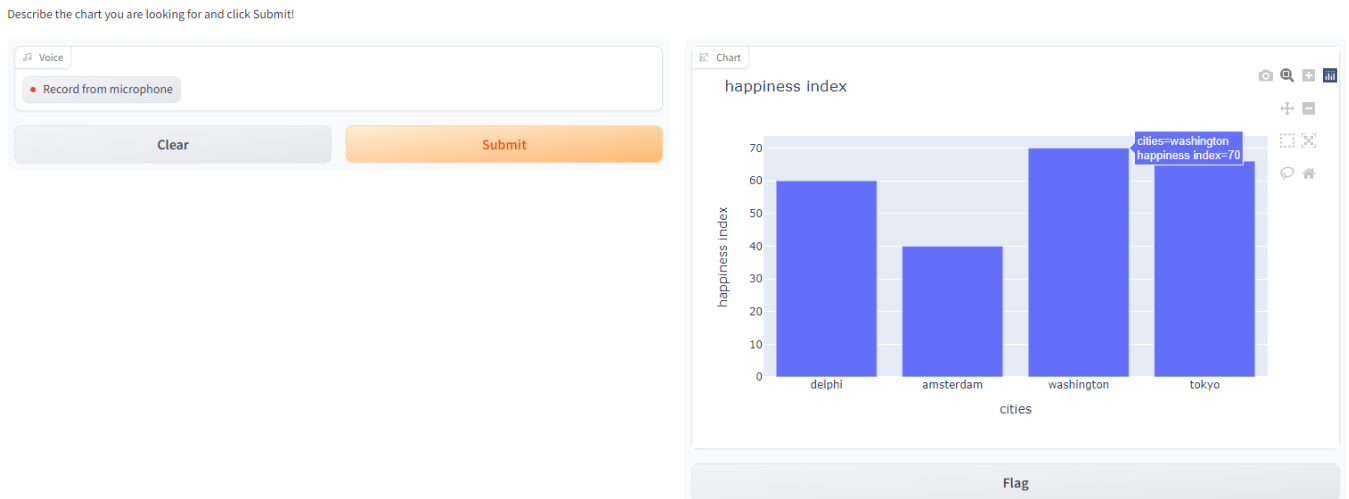 Describe the chart you are looking for and click Submit!
Voice
Record from microphone
Clear
Submit
Chart
happiness index
cities=washington
happiness index=70
70
60
50
40
30
20
10
0
happiness index
delphi
amsterdam
washington
tokyo
cities
Flag